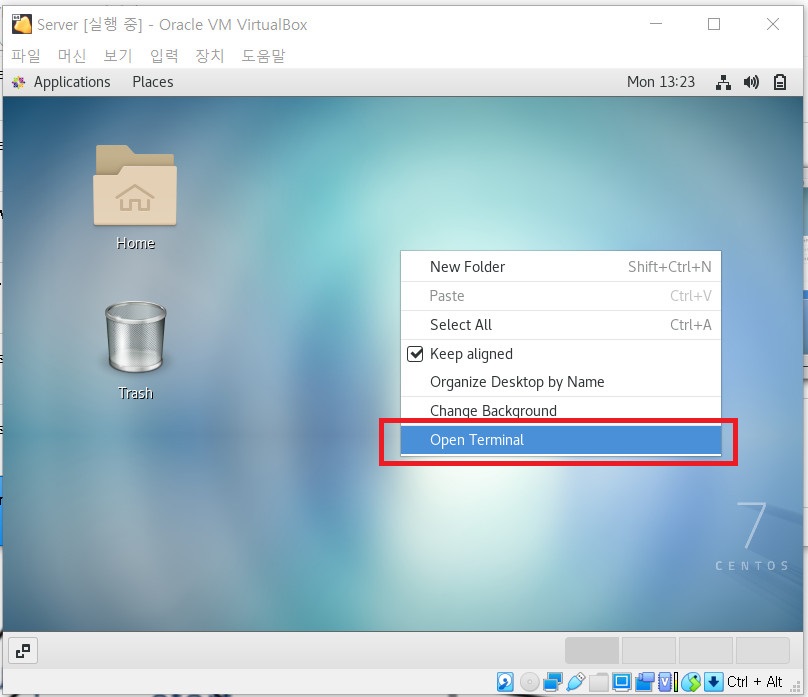 Server [실행 중] - Oracle VM VirtualBox
파일 머신 보기 입력 장치 도움말
Applications Places Mon 13:23
Home
Trash
New Folder Shift+Ctrl+N
Paste Ctrl+V
Select All Ctrl+A
Keep aligned
Organize Desktop by Name
Change Background
Open Terminal
7
CENTOS
Ctrl + Alt